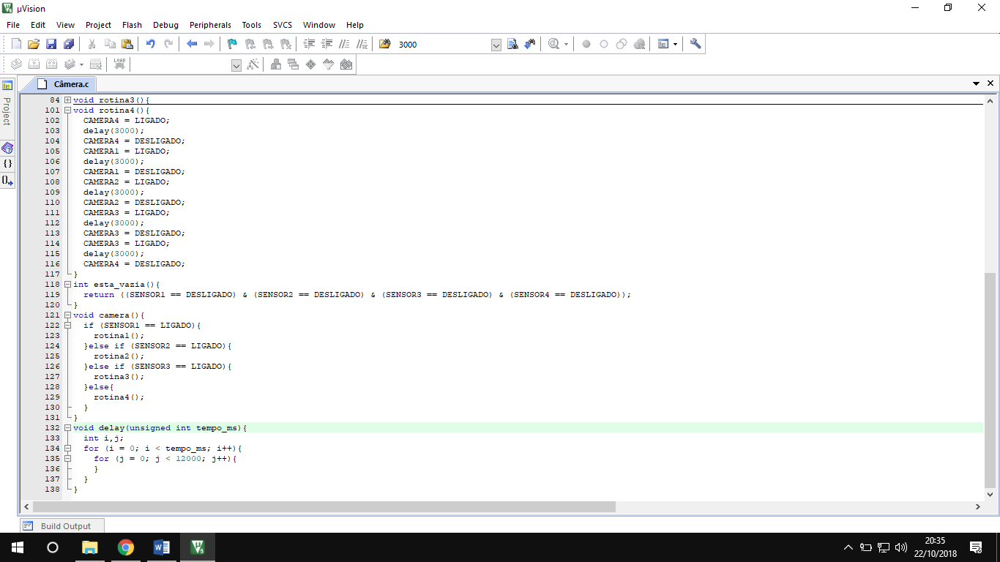 µVision
File Edit View Project Flash Debug Peripherals Tools SVCS Window Help
3000
LOAD
Câmera.c
Project
84 void rotina3(){
101 void rotina4(){
102 CAMERA4 = LIGADO;
103 delay(3000);
104 CAMERA4 = DESLIGADO;
105 CAMERA1 = LIGADO;
106 delay(3000);
107 CAMERA1 = DESLIGADO;
108 CAMERA2 = LIGADO;
109 delay(3000);
110 CAMERA2 = DESLIGADO;
111 CAMERA3 = LIGADO;
112 delay(3000);
113 CAMERA3 = DESLIGADO;
114 CAMERA3 = LIGADO;
115 delay(3000);
116 CAMERA4 = DESLIGADO;
117 }
118 int esta_vazia(){
119 return ((SENSOR1 == DESLIGADO) & (SENSOR2 == DESLIGADO) & (SENSOR3 == DESLIGADO) & (SENSOR4 == DESLIGADO));
120 }
121 void camera(){
122 if (SENSOR1 == LIGADO){
123 rotina1();
124 }else if (SENSOR2 == LIGADO){
125 rotina2();
126 }else if (SENSOR3 == LIGADO){
127 rotina3();
128 }else{
129 rotina4();
130 }
131 }
132 void delay(unsigned int tempo_ms){
133 int i,j;
134 for (i = 0; i < tempo_ms; i++){
135 for (j = 0; j < 12000; j++){
136 }
137 }
138 }
Build Output
20:35
22/10/2018